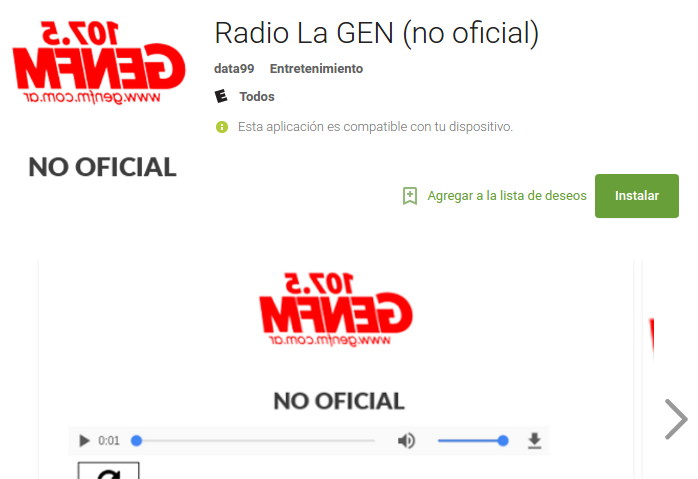 Radio La GEN (no oficial)
107.5
GENFM
www.genfm.com.ar
data99 Entretenimiento
E Todos
Esta aplicación es compatible con tu dispositivo.
NO OFICIAL
Agregar a la lista de deseos
Instalar
107.5
GENFM
www.genfm.com.ar
NO OFICIAL
0:01